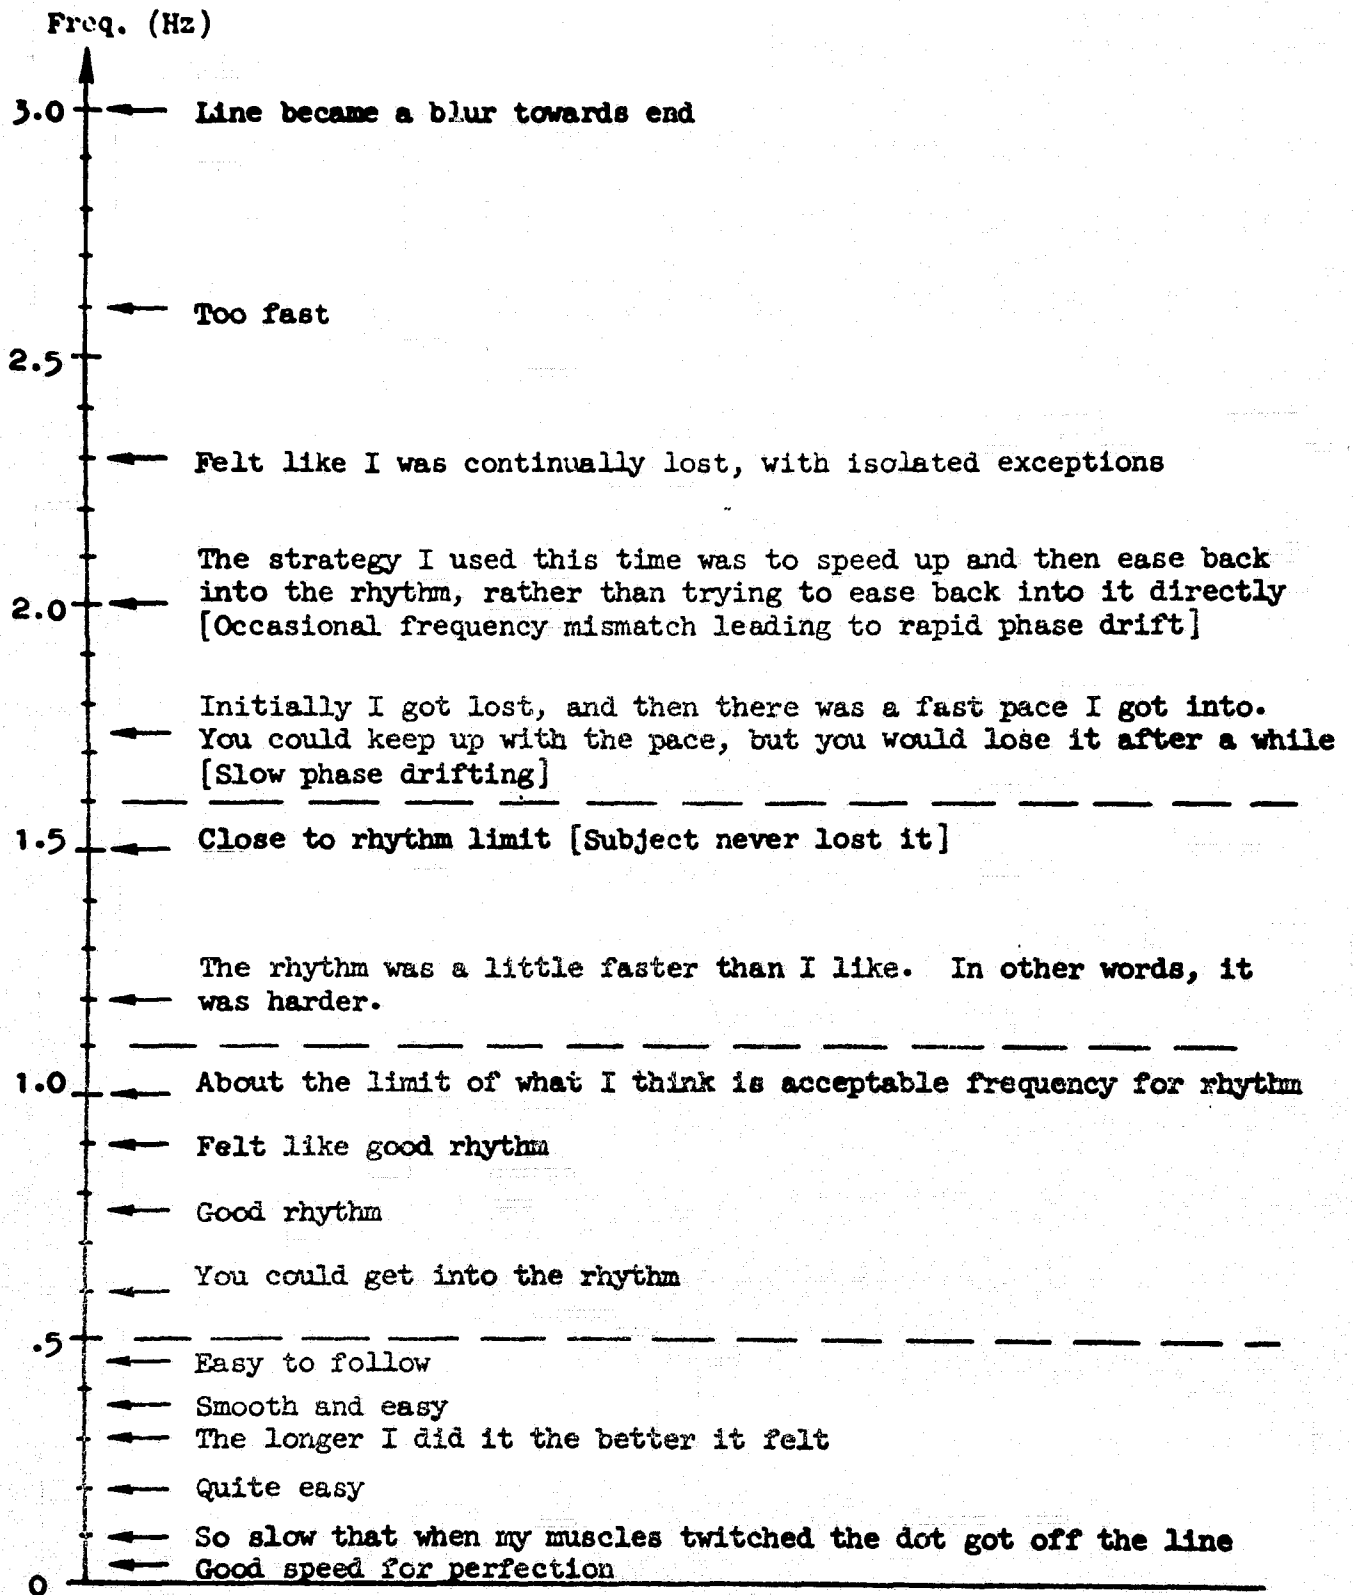 Freq. (Hz)
3.0
Line became a blur towards end
Too fast
2.5
Felt like I was continually lost, with isolated exceptions
The strategy I used this time was to speed up and then ease back
into the rhythm, rather than trying to ease back into it directly
2.0
[Occasional frequency mismatch leading to rapid phase drift]
Initially I got lost, and then there was a fast pace I got into.
You could keep up with the pace, but you would lose it after a while
[Slow phase drifting]
1.5
Close to rhythm limit [Subject never lost it]
The rhythm was a little faster than I like. In other words, it
was harder.
1.0
About the limit of what I think is acceptable frequency for rhythm
Felt like good rhythm
Good rhythm
You could get into the rhythm
.5
Easy to follow
Smooth and easy
The longer I did it the better it felt
Quite easy
So slow that when my muscles twitched the dot got off the line
Good speed for perfection
0